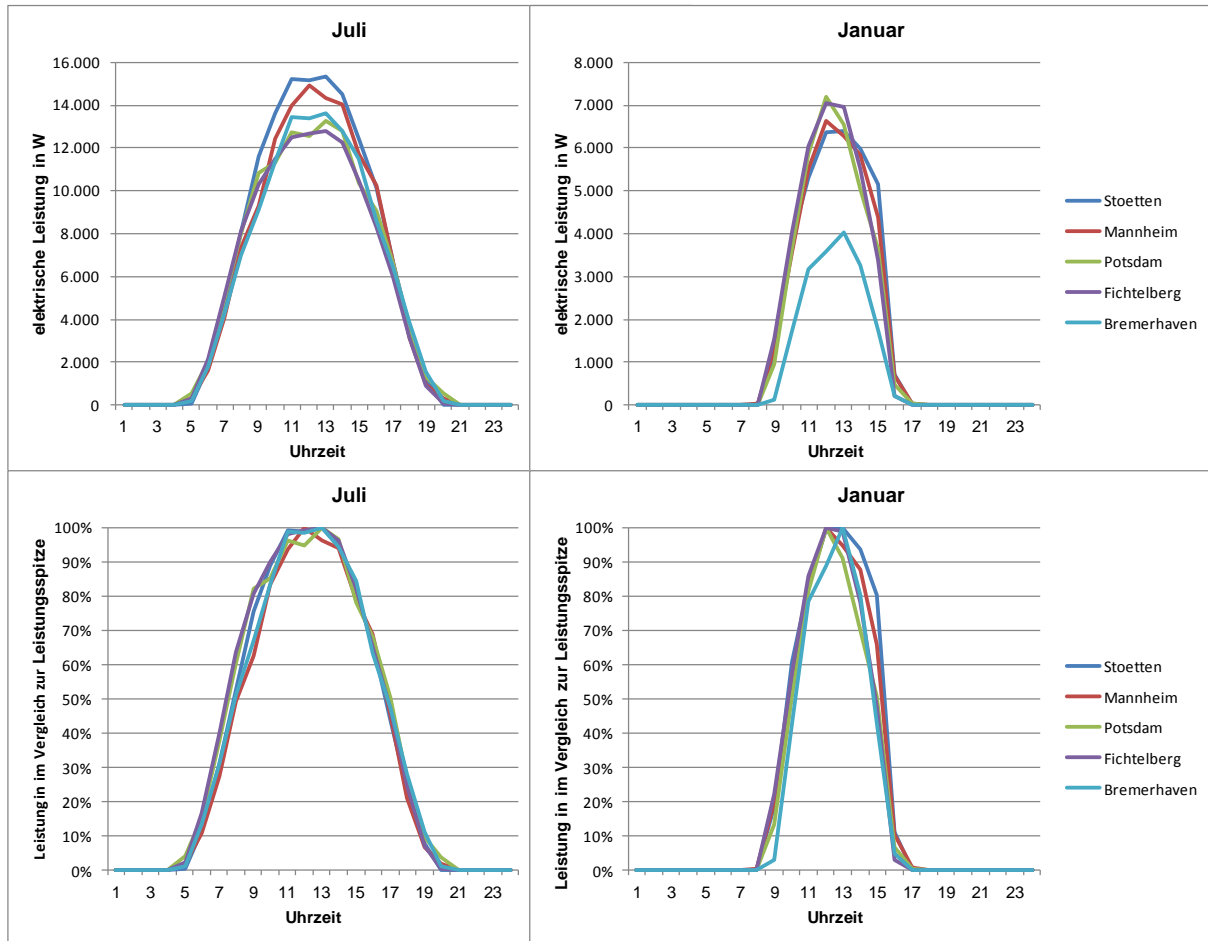 Juli
elektrische Leistung in W
16.000
14.000
12.000
10.000
8.000
6.000
4.000
2.000
0
1 3 5 7 9 11 13 15 17 19 21 23
Uhrzeit
Januar
elektrische Leistung in W
8.000
7.000
6.000
5.000
4.000
3.000
2.000
1.000
0
1 3 5 7 9 11 13 15 17 19 21 23
Uhrzeit
Stoetten
Mannheim
Potsdam
Fichtelberg
Bremerhaven
Juli
Leistung in im Vergleich zur Leistungsspitze
100%
90%
80%
70%
60%
50%
40%
30%
20%
10%
0%
1 3 5 7 9 11 13 15 17 19 21 23
Uhrzeit
Januar
Leistung in im Vergleich zur Leistungsspitze
100%
90%
80%
70%
60%
50%
40%
30%
20%
10%
0%
1 3 5 7 9 11 13 15 17 19 21 23
Uhrzeit
Stoetten
Mannheim
Potsdam
Fichtelberg
Bremerhaven